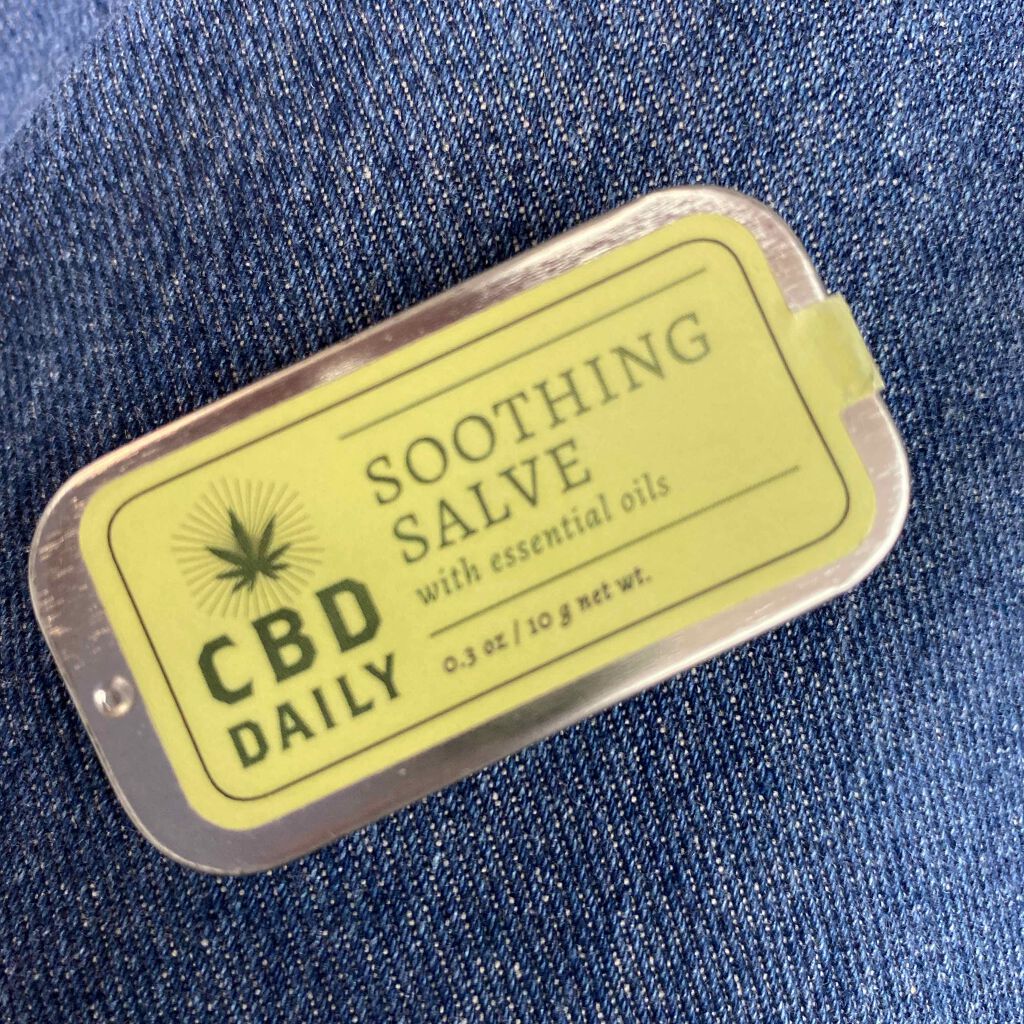 SOOTHING
SALVE
with essential oils
0.3 oz / 10 g net wt.
CBD
DAILY